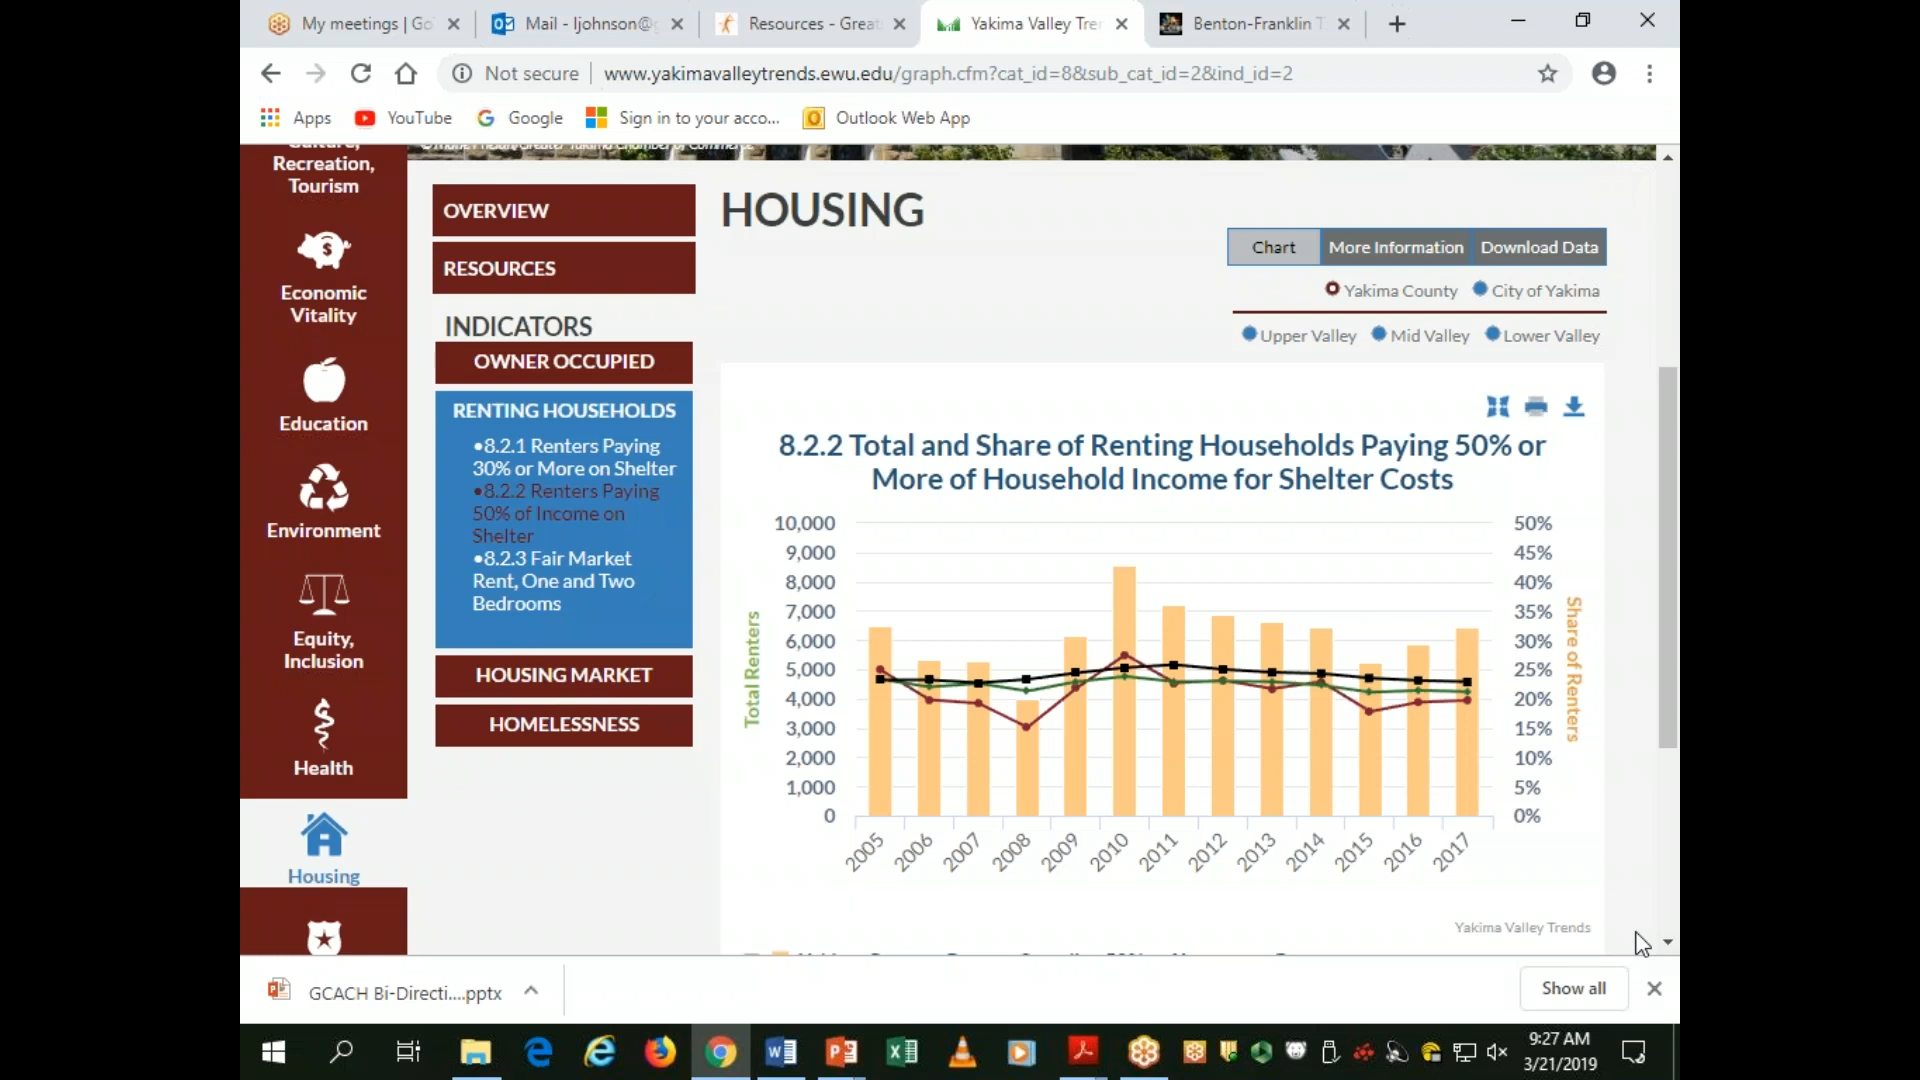 My meetings | Go
Mail - ljohnson@g
Resources - Great
Yakima Valley Tre
Benton-Franklin T
Not secure
www.yakimavalleytrends.ewu.edu/graph.cfm?cat_id=8&sub_cat_id=2&ind_id=2
Apps
YouTube
Google
Sign in to your acco...
Outlook Web App
Recreation,
Tourism
Economic
Vitality
Education
Environment
Equity,
Inclusion
Health
Housing
OVERVIEW
RESOURCES
INDICATORS
OWNER OCCUPIED
RENTING HOUSEHOLDS
•8.2.1 Renters Paying
30% or More on Shelter
•8.2.2 Renters Paying
50% of Income on
Shelter
•8.2.3 Fair Market
Rent, One and Two
Bedrooms
HOUSING MARKET
HOMELESSNESS
HOUSING
Chart
More Information
Download Data
Yakima County
City of Yakima
Upper Valley
Mid Valley
Lower Valley
8.2.2 Total and Share of Renting Households Paying 50% or
More of Household Income for Shelter Costs
Total Renters
10,000
9,000
8,000
7,000
6,000
5,000
4,000
3,000
2,000
1,000
0
50%
45%
40%
35%
30%
25%
20%
15%
10%
5%
0%
Share of Renters
2005
2006
2007
2008
2009
2010
2011
2012
2013
2014
2015
2016
2017
Yakima Valley Trends
GCACH Bi-Directi....pptx
Show all
9:27 AM
3/21/2019